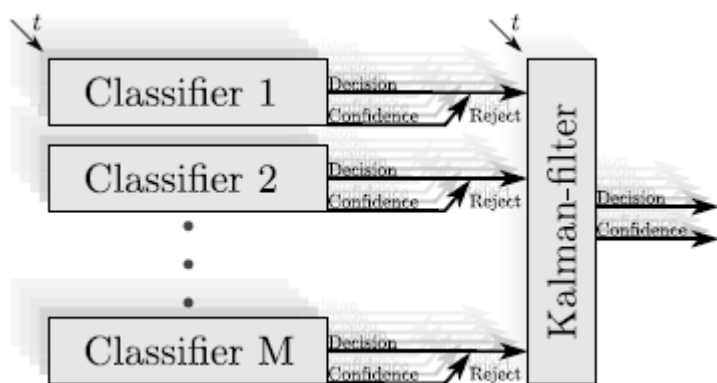 t
t
Classifier 1
Decision
Confidence
Reject
Classifier 2
Decision
Confidence
Reject
Classifier M
Decision
Confidence
Reject
Kalman-filter
Decision
Confidence